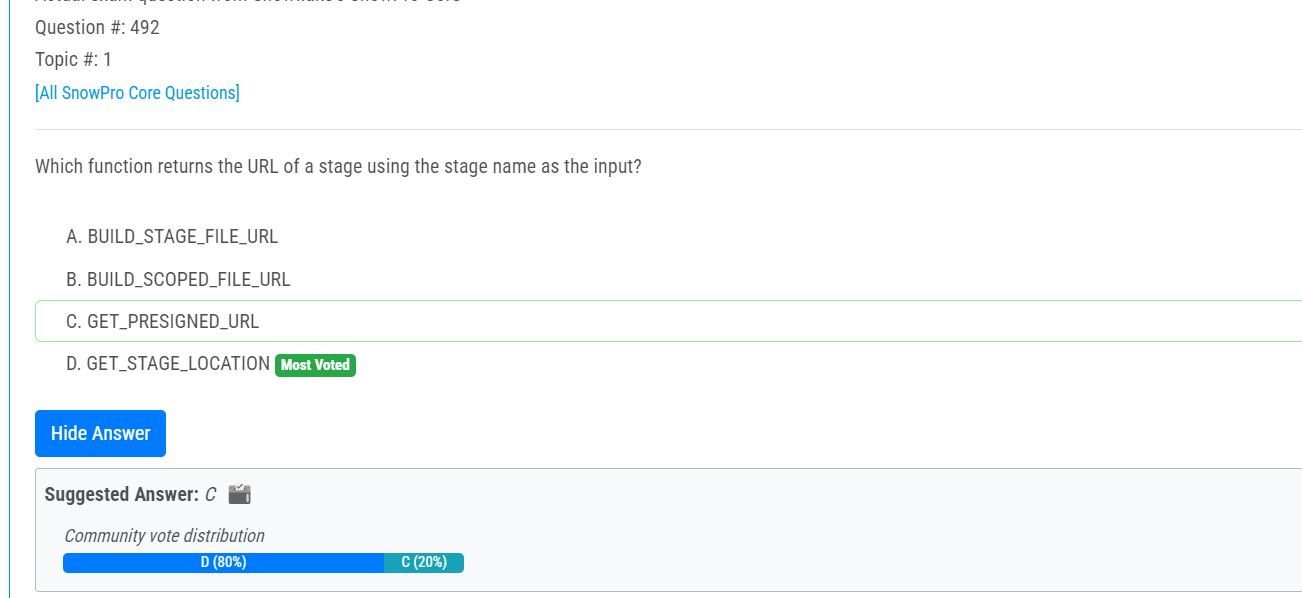 Question #: 492
Topic #: 1
[All SnowPro Core Questions]
Which function returns the URL of a stage using the stage name as the input?
A. BUILD_STAGE_FILE_URL
B. BUILD_SCOPED_FILE_URL
C. GET_PRESIGNED_URL
D. GET_STAGE_LOCATION Most Voted
Hide Answer
Suggested Answer: C
Community vote distribution
D (80%) C (20%)